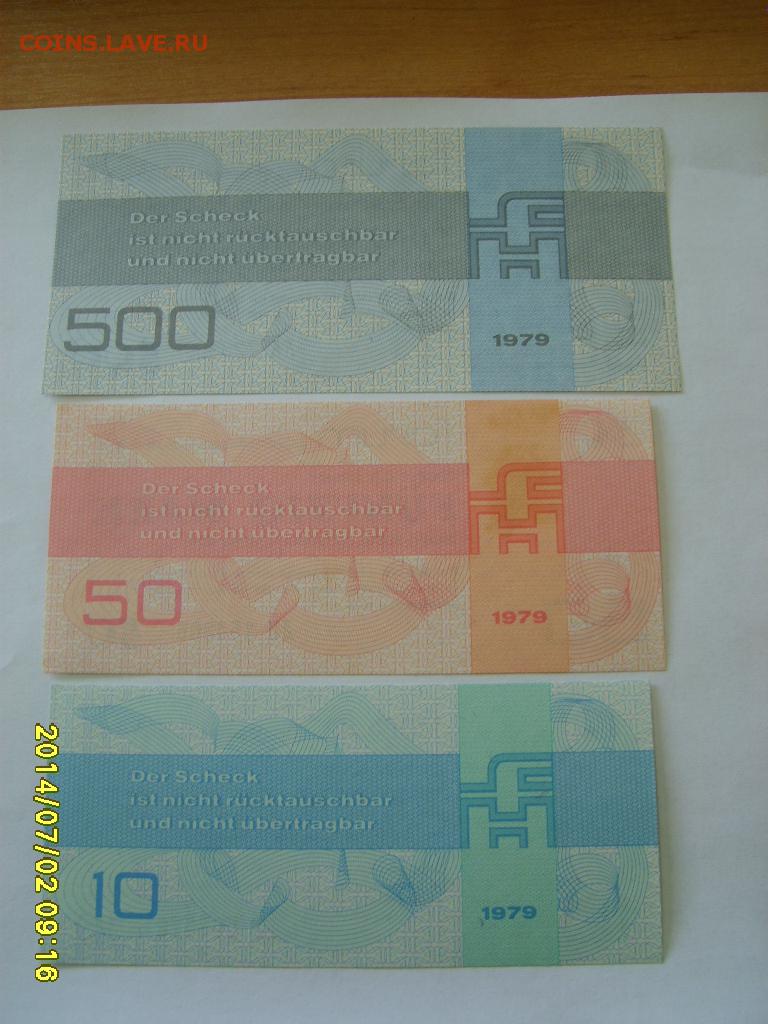 COINS.LAVE.RU
Der Scheck
ist nicht rücktauschbar
und nicht übertragbar
500
1979
Der Scheck
ist nicht rücktauschbar
und nicht übertragbar
50
1979
Der Scheck
ist nicht rücktauschbar
und nicht übertragbar
10
1979
2014/07/02 09:16